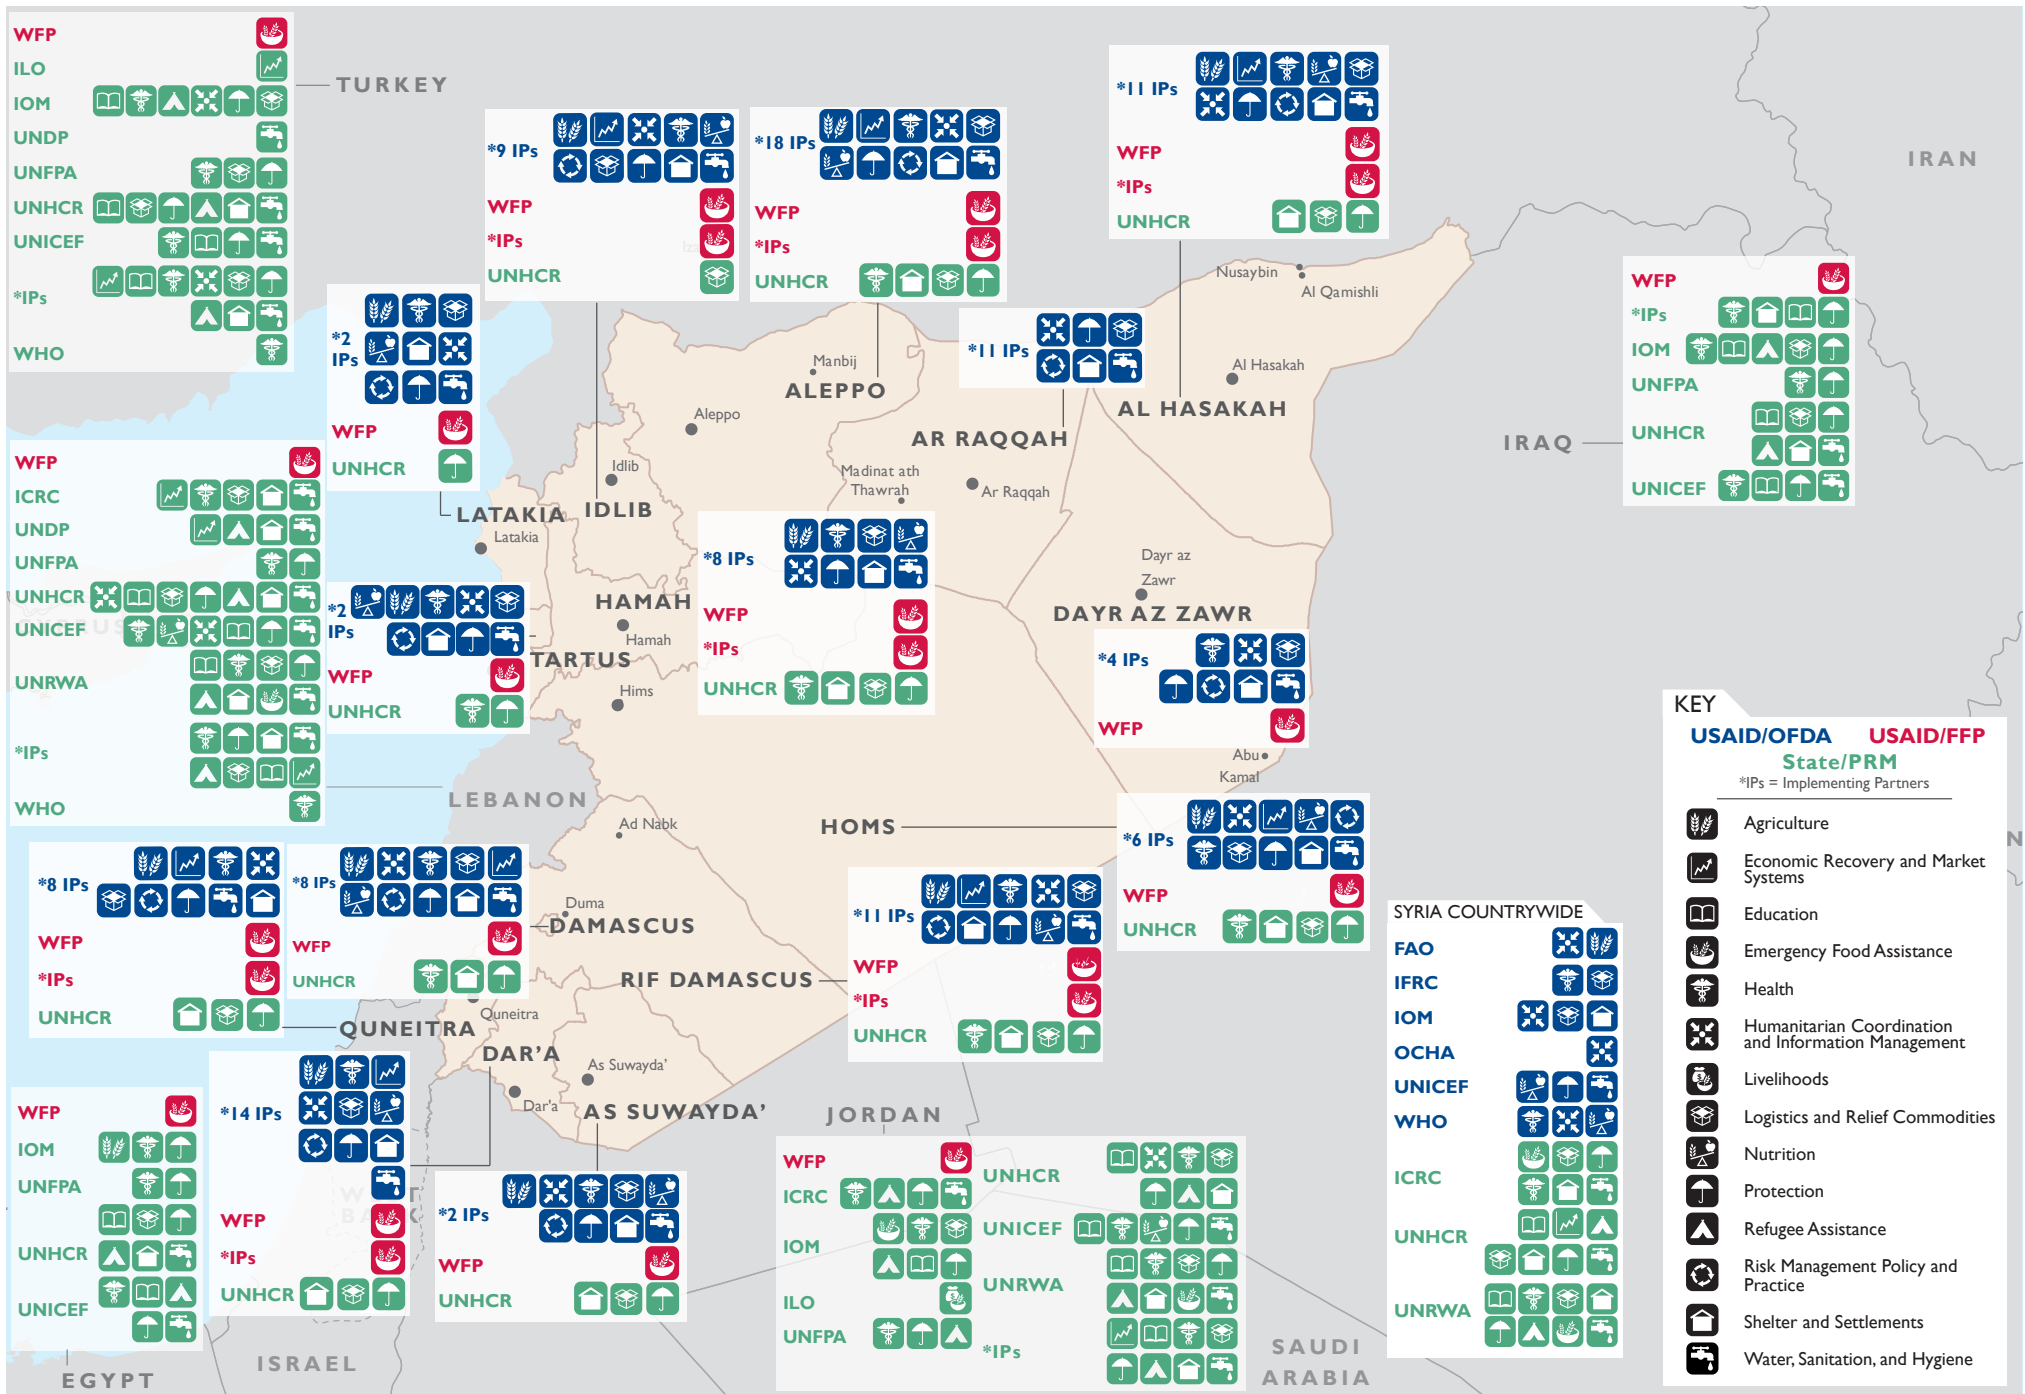 WFP
ILO
IOM
UNDP
UNFPA
UNHCR
UNICEF
*IPs
WHO
TURKEY
*9 IPs
WFP
*IPs
UNHCR
*18 IPs
WFP
*IPs
UNHCR
*11 IPs
WFP
*IPs
UNHCR
IRAN
*2
IPs
WFP
UNHCR
*11 IPs
Nusaybin
Al Qamishli
Manbij
ALEPPO
Aleppo
Al Hasakah
AL HASAKAH
AR RAQQAH
Madinat ath
Thawrah
Ar Raqqah
Idlib
IDLIB
LATAKIA
Latakia
IRAQ
WFP
*IPs
IOM
UNFPA
UNHCR
UNICEF
WFP
ICRC
UNDP
UNFPA
UNHCR
UNICEF
UNRWA
*IPs
WHO
CYPRUS
LEBANON
*2
IPs
WFP
UNHCR
HAMAH
Hamah
TARTUS
Hims
*8 IPs
WFP
*IPs
UNHCR
Dayr az
Zawr
DAYR AZ ZAWR
*4 IPs
WFP
Abu
Kamal
HOMS
*6 IPs
WFP
UNHCR
Ad Nabk
Duma
DAMASCUS
RIF DAMASCUS
*11 IPs
WFP
*IPs
UNHCR
*8 IPs
WFP
*IPs
UNHCR
*8 IPs
WFP
UNHCR
QUNEITRA
Quneitra
DAR'A
Dar'a
As Suwayda'
AS SUWAYDA'
*14 IPs
WFP
*IPs
UNHCR
*2 IPs
WFP
UNHCR
WFP
IOM
UNFPA
UNHCR
UNICEF
EGYPT
ISRAEL
JORDAN
WFP
ICRC
IOM
ILO
UNFPA
UNHCR
UNICEF
UNRWA
*IPs
SAUDI
ARABIA
SYRIA COUNTRYWIDE
FAO
IFRC
IOM
OCHA
UNICEF
WHO
ICRC
UNHCR
UNRWA
KEY
USAID/OFDA
USAID/FFP
State/PRM
*IPs = Implementing Partners
Agriculture
Economic Recovery and Market
Systems
Education
Emergency Food Assistance
Health
Humanitarian Coordination
and Information Management
Livelihoods
Logistics and Relief Commodities
Nutrition
Protection
Refugee Assistance
Risk Management Policy and
Practice
Shelter and Settlements
Water, Sanitation, and Hygiene